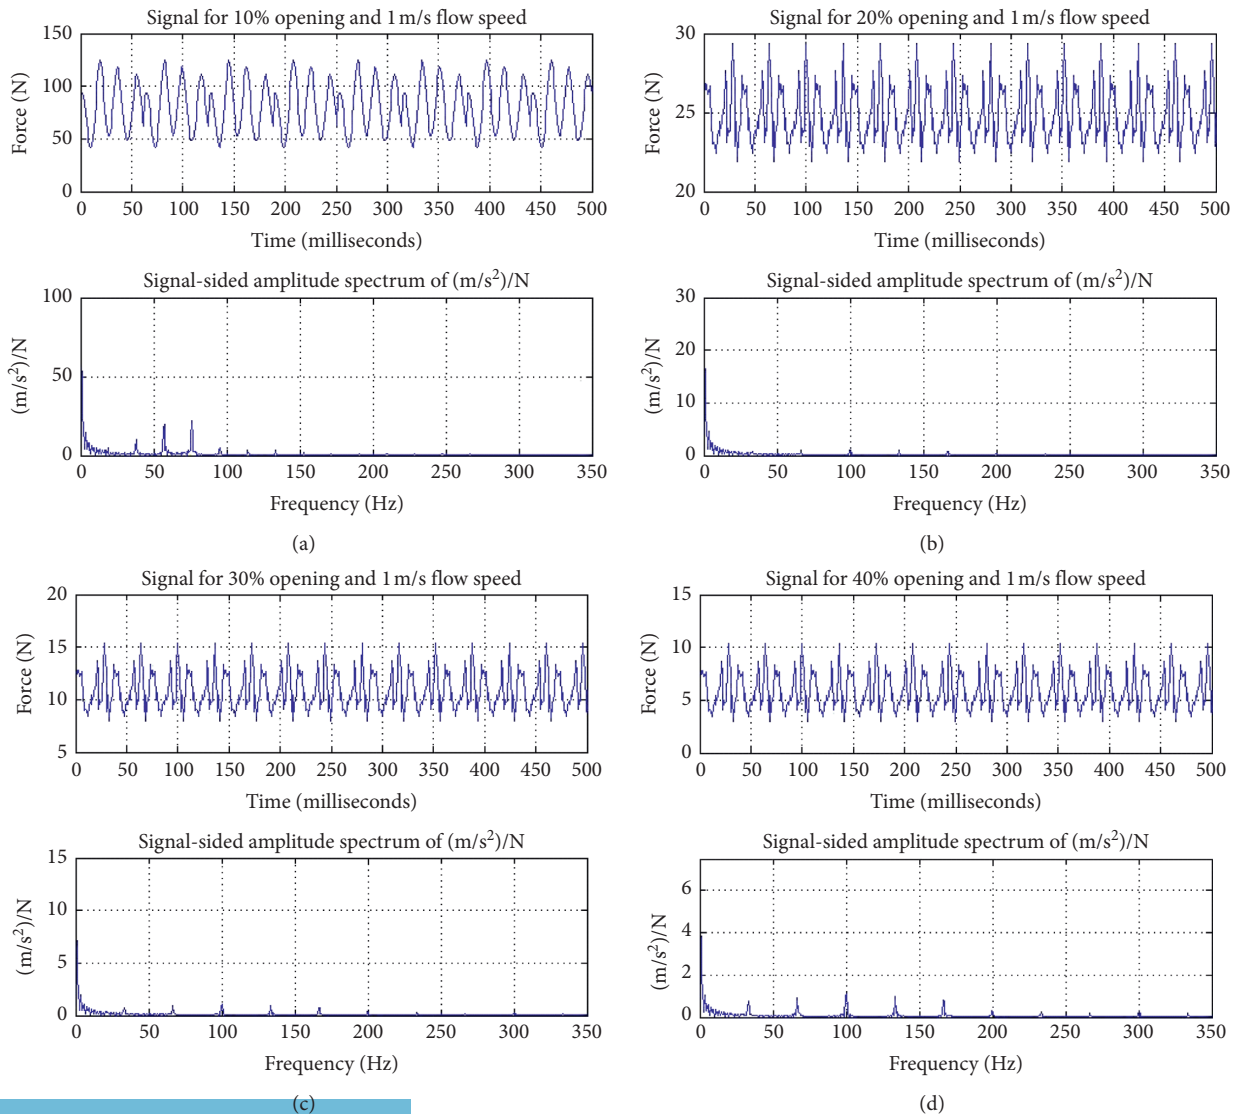 Signal for 10% opening and 1 m/s flow speed
Force (N)
150
100
50
0
0 50 100 150 200 250 300 350 400 450 500
Time (milliseconds)
Signal-sided amplitude spectrum of (m/s²)/N
(m/s²)/N
100
50
0
0 50 100 150 200 250 300 350
Frequency (Hz)
(a)
Signal for 20% opening and 1 m/s flow speed
Force (N)
30
25
20
0 50 100 150 200 250 300 350 400 450 500
Time (milliseconds)
Signal-sided amplitude spectrum of (m/s²)/N
(m/s²)/N
30
20
10
0
0 50 100 150 200 250 300 350
Frequency (Hz)
(b)
Signal for 30% opening and 1 m/s flow speed
Force (N)
20
15
10
5
0 50 100 150 200 250 300 350 400 450 500
Time (milliseconds)
Signal-sided amplitude spectrum of (m/s²)/N
(m/s²)/N
15
10
5
0
0 50 100 150 200 250 300 350
Frequency (Hz)
(c)
Signal for 40% opening and 1 m/s flow speed
Force (N)
15
10
5
0
0 50 100 150 200 250 300 350 400 450 500
Time (milliseconds)
Signal-sided amplitude spectrum of (m/s²)/N
(m/s²)/N
6
4
2
0
0 50 100 150 200 250 300 350
Frequency (Hz)
(d)